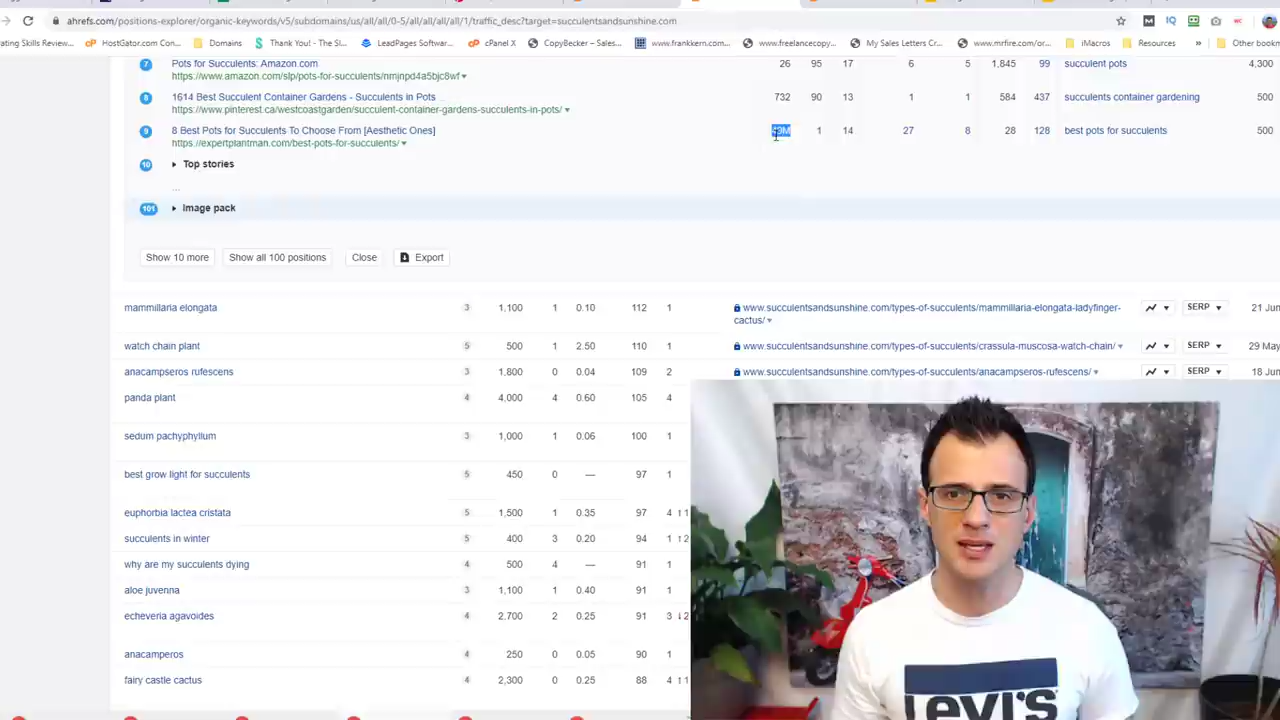 ahrefs.com/positions-explorer/organic-keywords/v5/subdomains/us/all/all/0-5/all/all/all/all/1/traffic_desc?target=succulentsandsunshine.com
ating Skills Review... HostGator.com Cont... Domains Thank You! - The Sl... LeadPages Softwar... cPanel X CopyBecker – Sales... www.frankkern.com... www.freelancecopy... My Sales Letters Cr... www.mrfire.com/or... iMacros Resources » Other bookm
7 Pots for Succulents: Amazon.com 26 95 17 6 5 1,845 99 succulent pots 4,300
https://www.amazon.com/slp/pots-for-succulents/nmjnpd4a5bjc8wf
8 1614 Best Succulent Container Gardens - Succulents in Pots 732 90 13 1 1 584 437 succulents container gardening 500
https://www.pinterest.ca/westcoastgarden/succulent-container-gardens-succulents-in-pots/
9 8 Best Pots for Succulents To Choose From [Aesthetic Ones] 1 14 27 8 28 128 best pots for succulents 500
https://expertplantman.com/best-pots-for-succulents/
10 Top stories
...
101 Image pack
Show 10 more Show all 100 positions Close Export
mammillaria elongata 3 1,100 1 0.10 112 1 www.succulentsandsunshine.com/types-of-succulents/mammillaria-elongata-ladyfinger- SERP 21 Jun
cactus/
watch chain plant 5 500 1 2.50 110 1 www.succulentsandsunshine.com/types-of-succulents/crassula-muscosa-watch-chain/ SERP 29 May
anacampseros rufescens 3 1,800 0 0.04 109 2 www.succulentsandsunshine.com/types-of-succulents/anacampseros-rufescens/ SERP 18 Jun
panda plant 4 4,000 4 0.60 105 4
sedum pachyphyllum 3 1,000 1 0.06 100 1
best grow light for succulents 5 450 0 — 97 1
euphorbia lactea cristata 5 1,500 1 0.35 97 4 ↑1
succulents in winter 5 400 3 0.20 94 1 ↑2
why are my succulents dying 4 500 4 — 91 1
aloe juvenna 3 1,100 1 0.40 91 1
echeveria agavoides 4 2,700 2 0.25 91 3 ↓2
anacamperos 4 250 0 0.05 90 1
fairy castle cactus 4 2,300 0 0.25 88 4 ↑1
LEVI'S